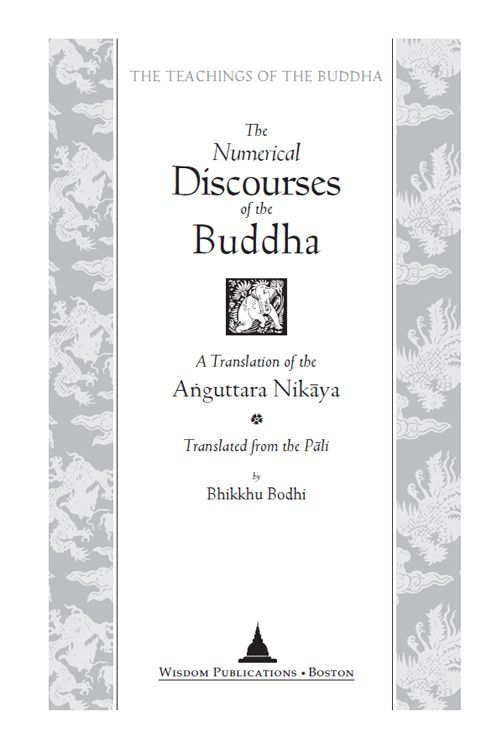 THE TEACHINGS OF THE BUDDHA
The
Numerical
Discourses
of the
Buddha
A Translation of the
Aṅguttara Nikāya
Translated from the Pāli
by
Bhikkhu Bodhi
WISDOM PUBLICATIONS • BOSTON